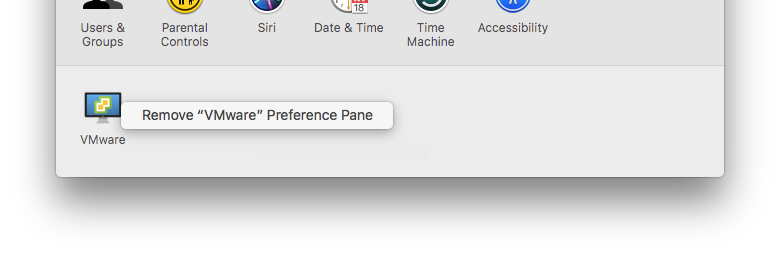 Users &
Groups
Parental
Controls
Siri
18
Date & Time
Time
Machine
Accessibility
Remove “VMware” Preference Pane
VMware